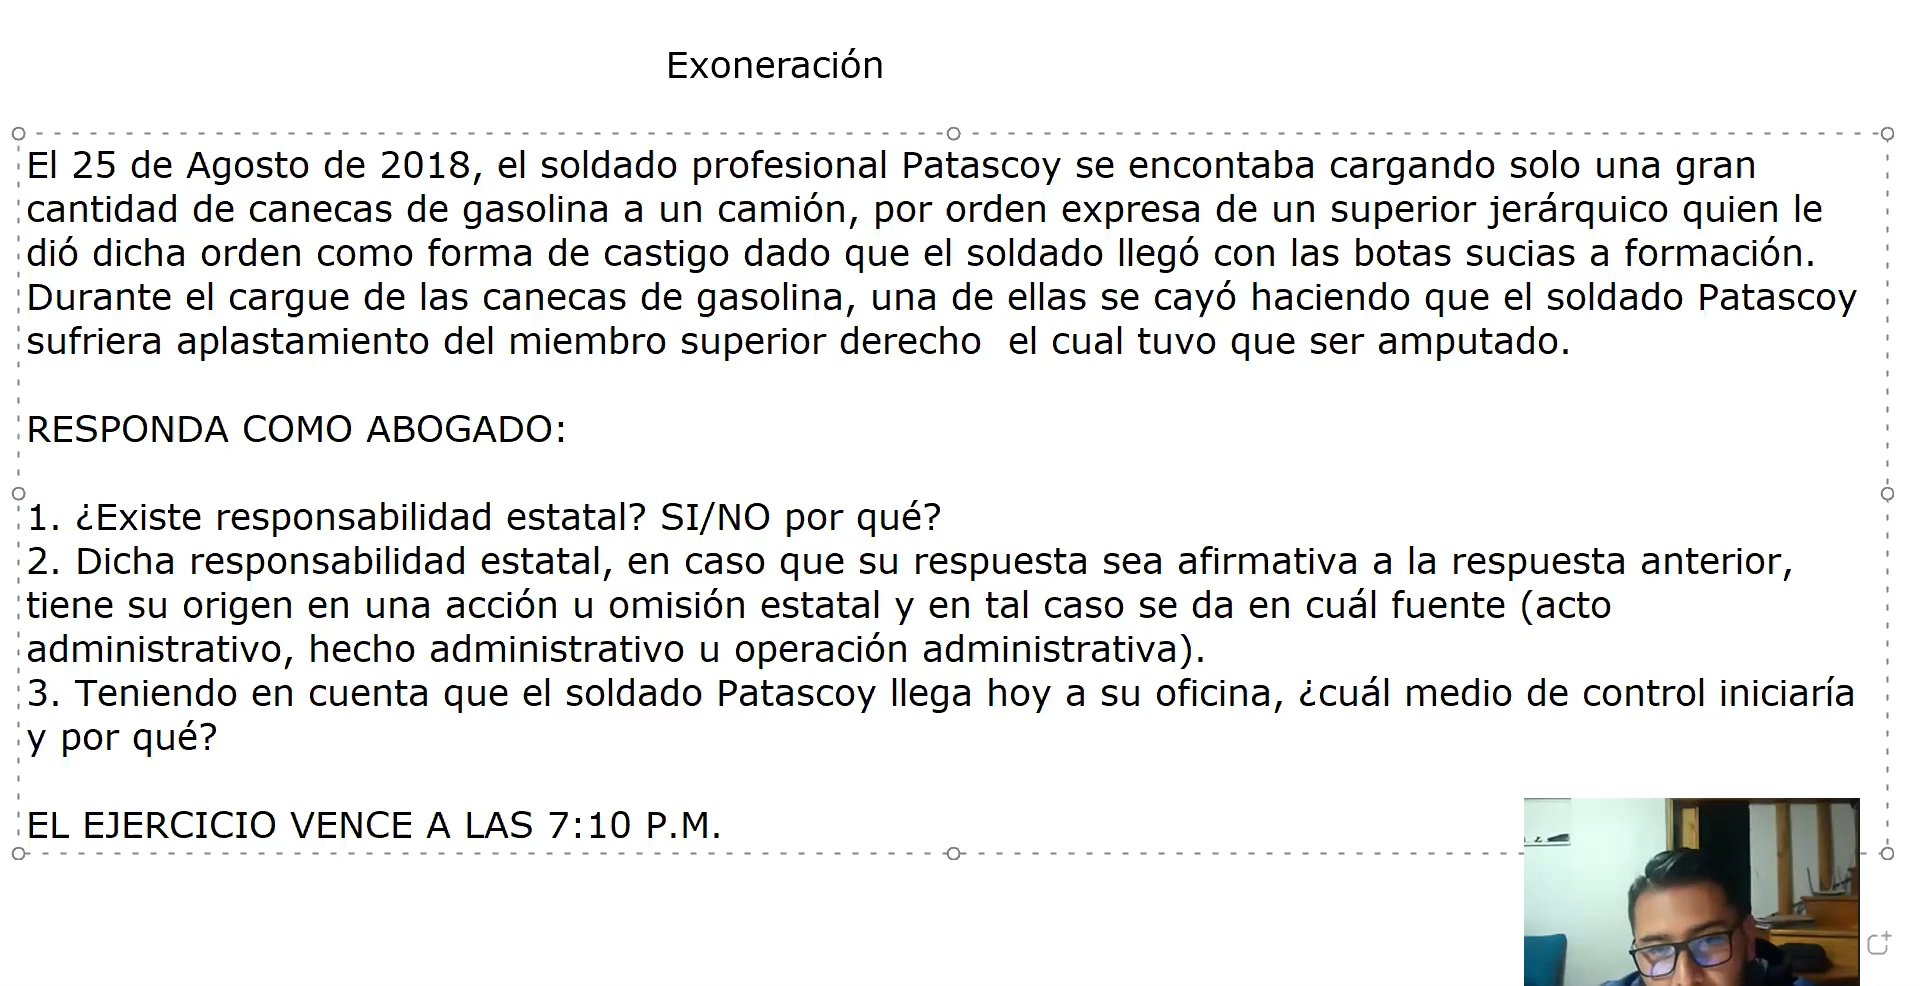 Exoneración
El 25 de Agosto de 2018, el soldado profesional Patascoy se encontaba cargando solo una gran
cantidad de canecas de gasolina a un camión, por orden expresa de un superior jerárquico quien le
dió dicha orden como forma de castigo dado que el soldado llegó con las botas sucias a formación.
Durante el cargue de las canecas de gasolina, una de ellas se cayó haciendo que el soldado Patascoy
sufriera aplastamiento del miembro superior derecho  el cual tuvo que ser amputado.
RESPONDA COMO ABOGADO:
1. ¿Existe responsabilidad estatal? SI/NO por qué?
2. Dicha responsabilidad estatal, en caso que su respuesta sea afirmativa a la respuesta anterior,
tiene su origen en una acción u omisión estatal y en tal caso se da en cuál fuente (acto
administrativo, hecho administrativo u operación administrativa).
3. Teniendo en cuenta que el soldado Patascoy llega hoy a su oficina, ¿cuál medio de control iniciaría
y por qué?
EL EJERCICIO VENCE A LAS 7:10 P.M.